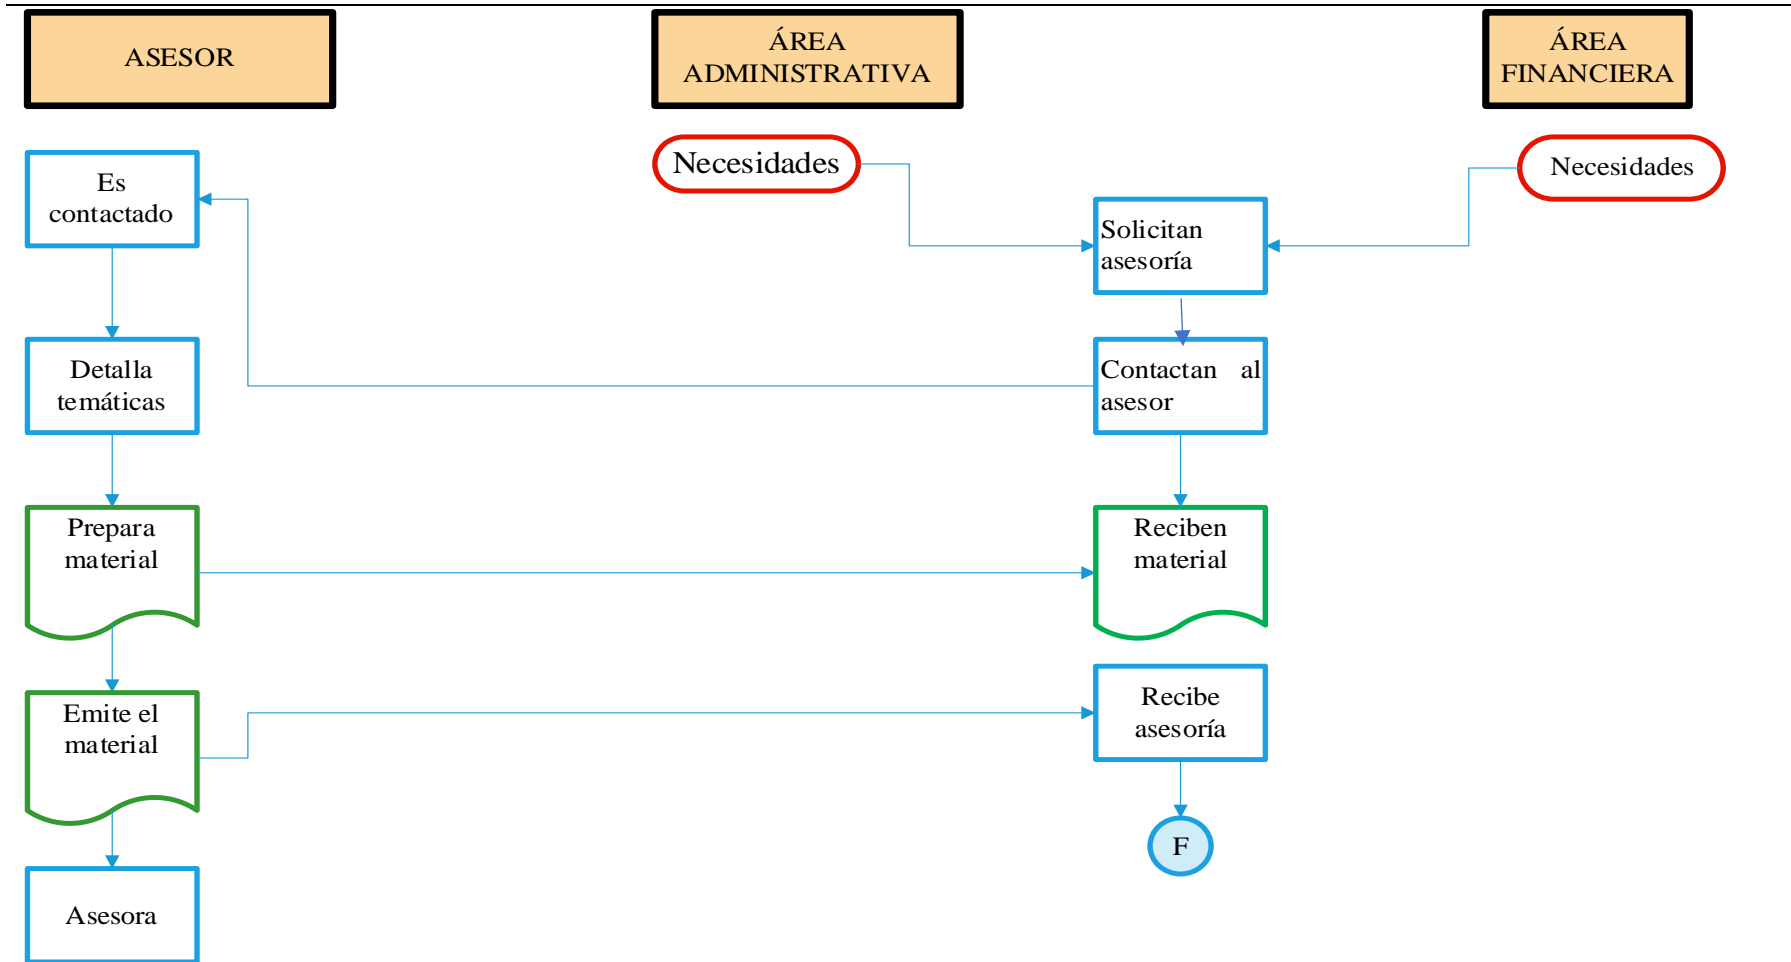 ASESOR
ÁREA
ADMINISTRATIVA
ÁREA
FINANCIERA
Necesidades
Necesidades
Es
contactado
Solicitan
asesoría
Detalla
temáticas
Contactan al
asesor
Prepara
material
Reciben
material
Emite el
material
Recibe
asesoría
F
Asesora